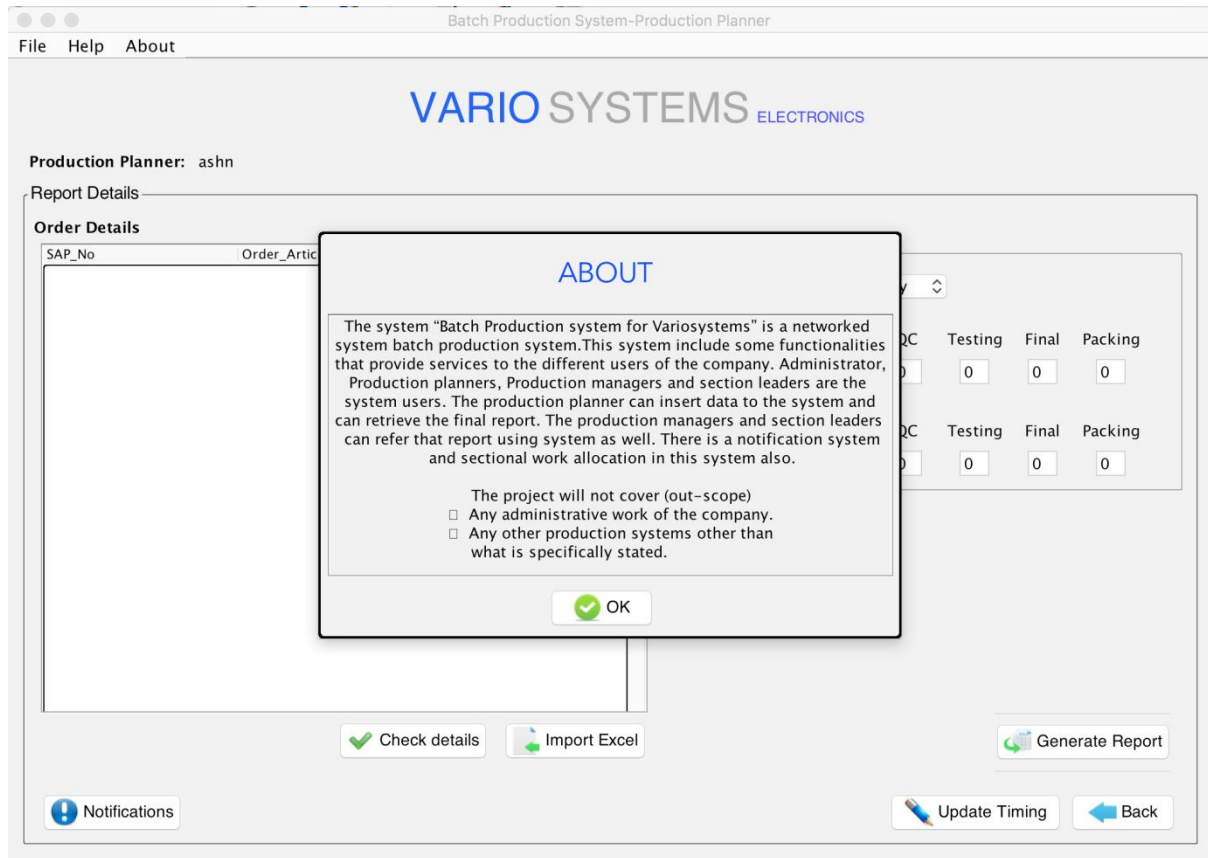 Batch Production System-Production Planner
File Help About
VARIO SYSTEMS ELECTRONICS
Production Planner: ashn
Report Details
Order Details
SAP_No Order_Artic
ABOUT
The system “Batch Production system for Variosystems” is a networked
system batch production system.This system include some functionalities
that provide services to the different users of the company. Administrator,
Production planners, Production managers and section leaders are the
system users. The production planner can insert data to the system and
can retrieve the final report. The production managers and section leaders
can refer that report using system as well. There is a notification system
and sectional work allocation in this system also.
The project will not cover (out-scope)
Any administrative work of the company.
Any other production systems other than
what is specifically stated.
OK
y
QC Testing Final Packing
0 0 0 0
QC Testing Final Packing
0 0 0 0
Check details Import Excel
Generate Report
Notifications
Update Timing Back